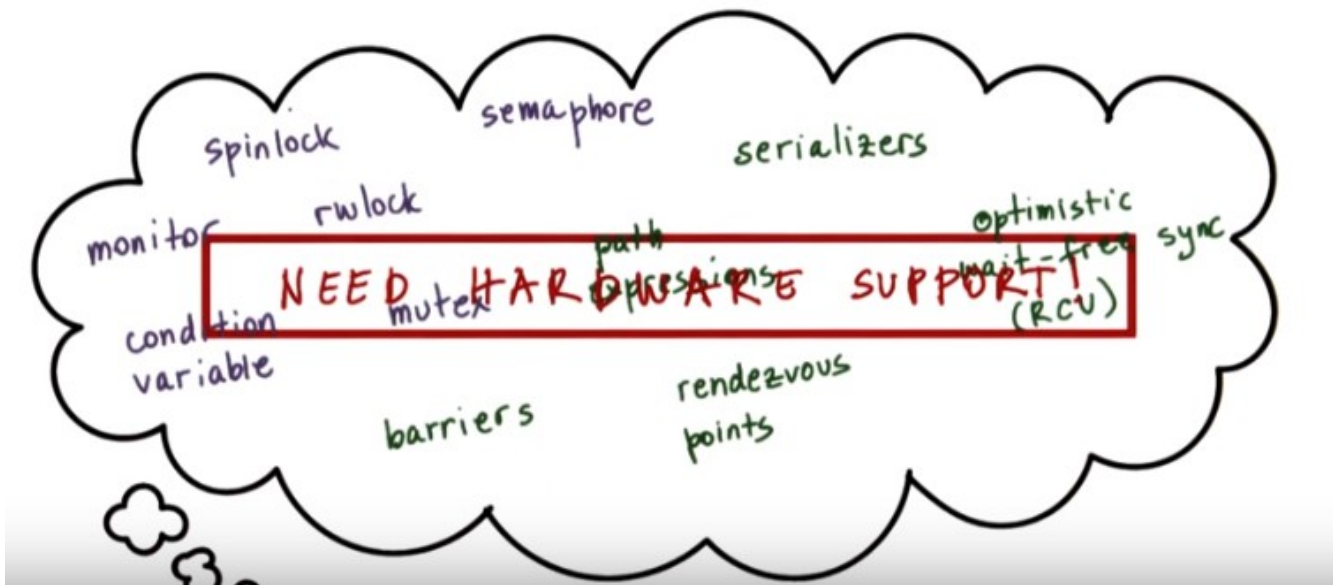 semaphore
spinlock
serializers
rwlock
monitor
optimistic
wait-free sync
(RCU)
path
expressions
NEED HARDWARE SUPPORT!
mutex
condition
variable
rendezvous
points
barriers